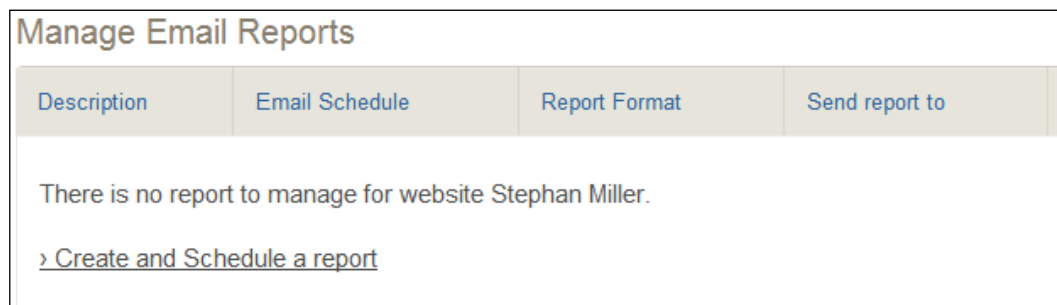 Manage Email Reports
Description Email Schedule Report Format Send report to
There is no report to manage for website Stephan Miller.
› Create and Schedule a report